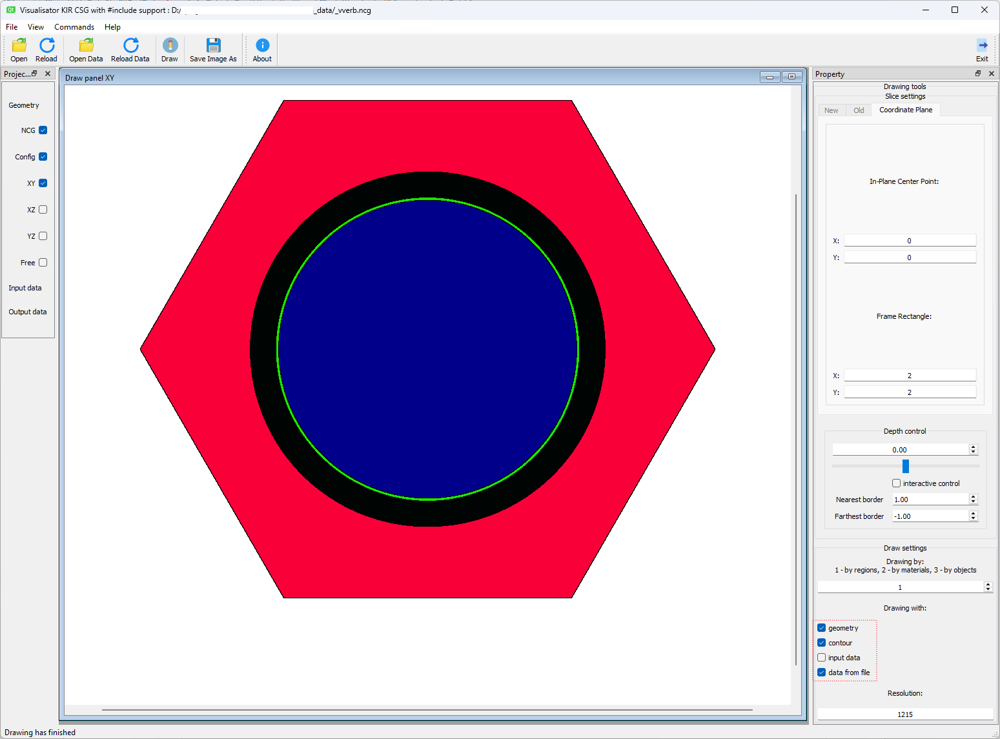 Visualisator KIR CSG with #include support : D:/ _data/_vverb.ncg
File View Commands Help
Open Reload Open Data Reload Data Draw Save Image As About Exit
Projec...
Geometry
NCG
Config
XY
XZ
YZ
Free
Input data
Output data
Draw panel XY
Property
Drawing tools
Slice settings
New Old Coordinate Plane
In-Plane Center Point:
X: 0
Y: 0
Frame Rectangle:
X: 2
Y: 2
Depth control
0.00
interactive control
Nearest border 1.00
Farthest border -1.00
Draw settings
Drawing by:
1 - by regions, 2 - by materials, 3 - by objects
1
Drawing with:
geometry
contour
input data
data from file
Resolution:
1215
Drawing has finished